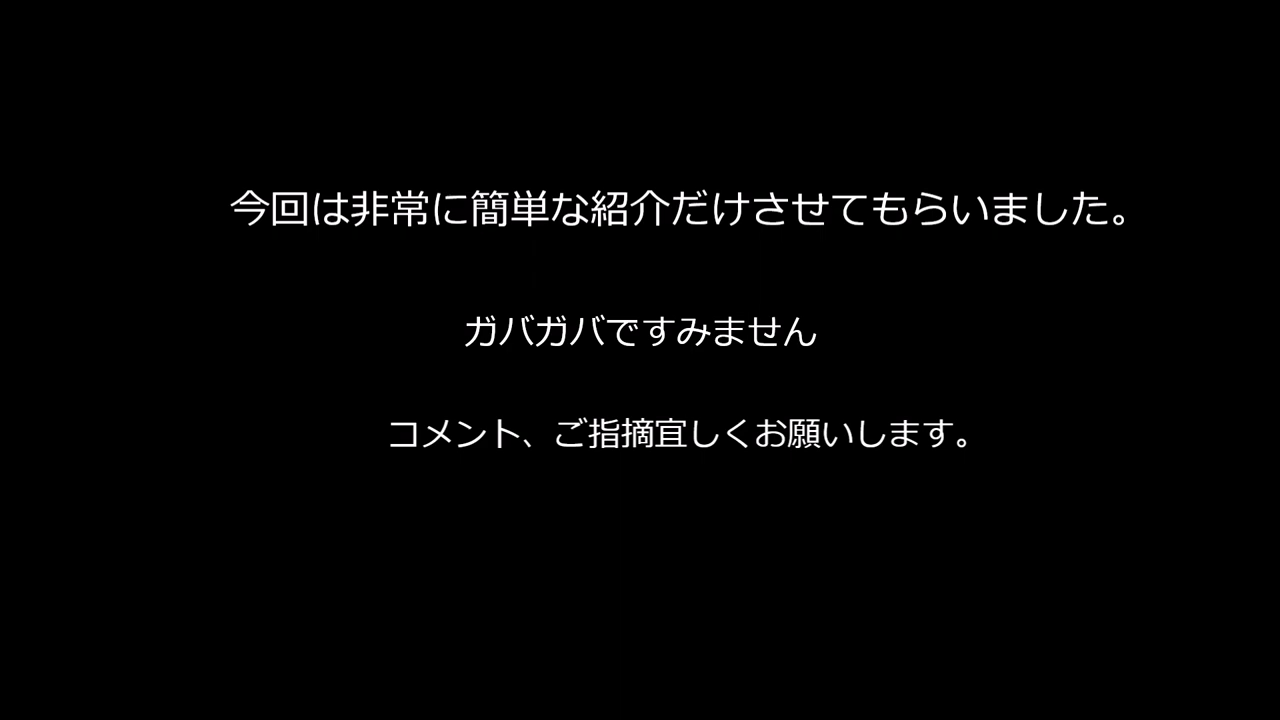 今回は非常に簡単な紹介だけさせてもらいました。
ガバガバですみません
コメント、ご指摘宜しくお願いします。